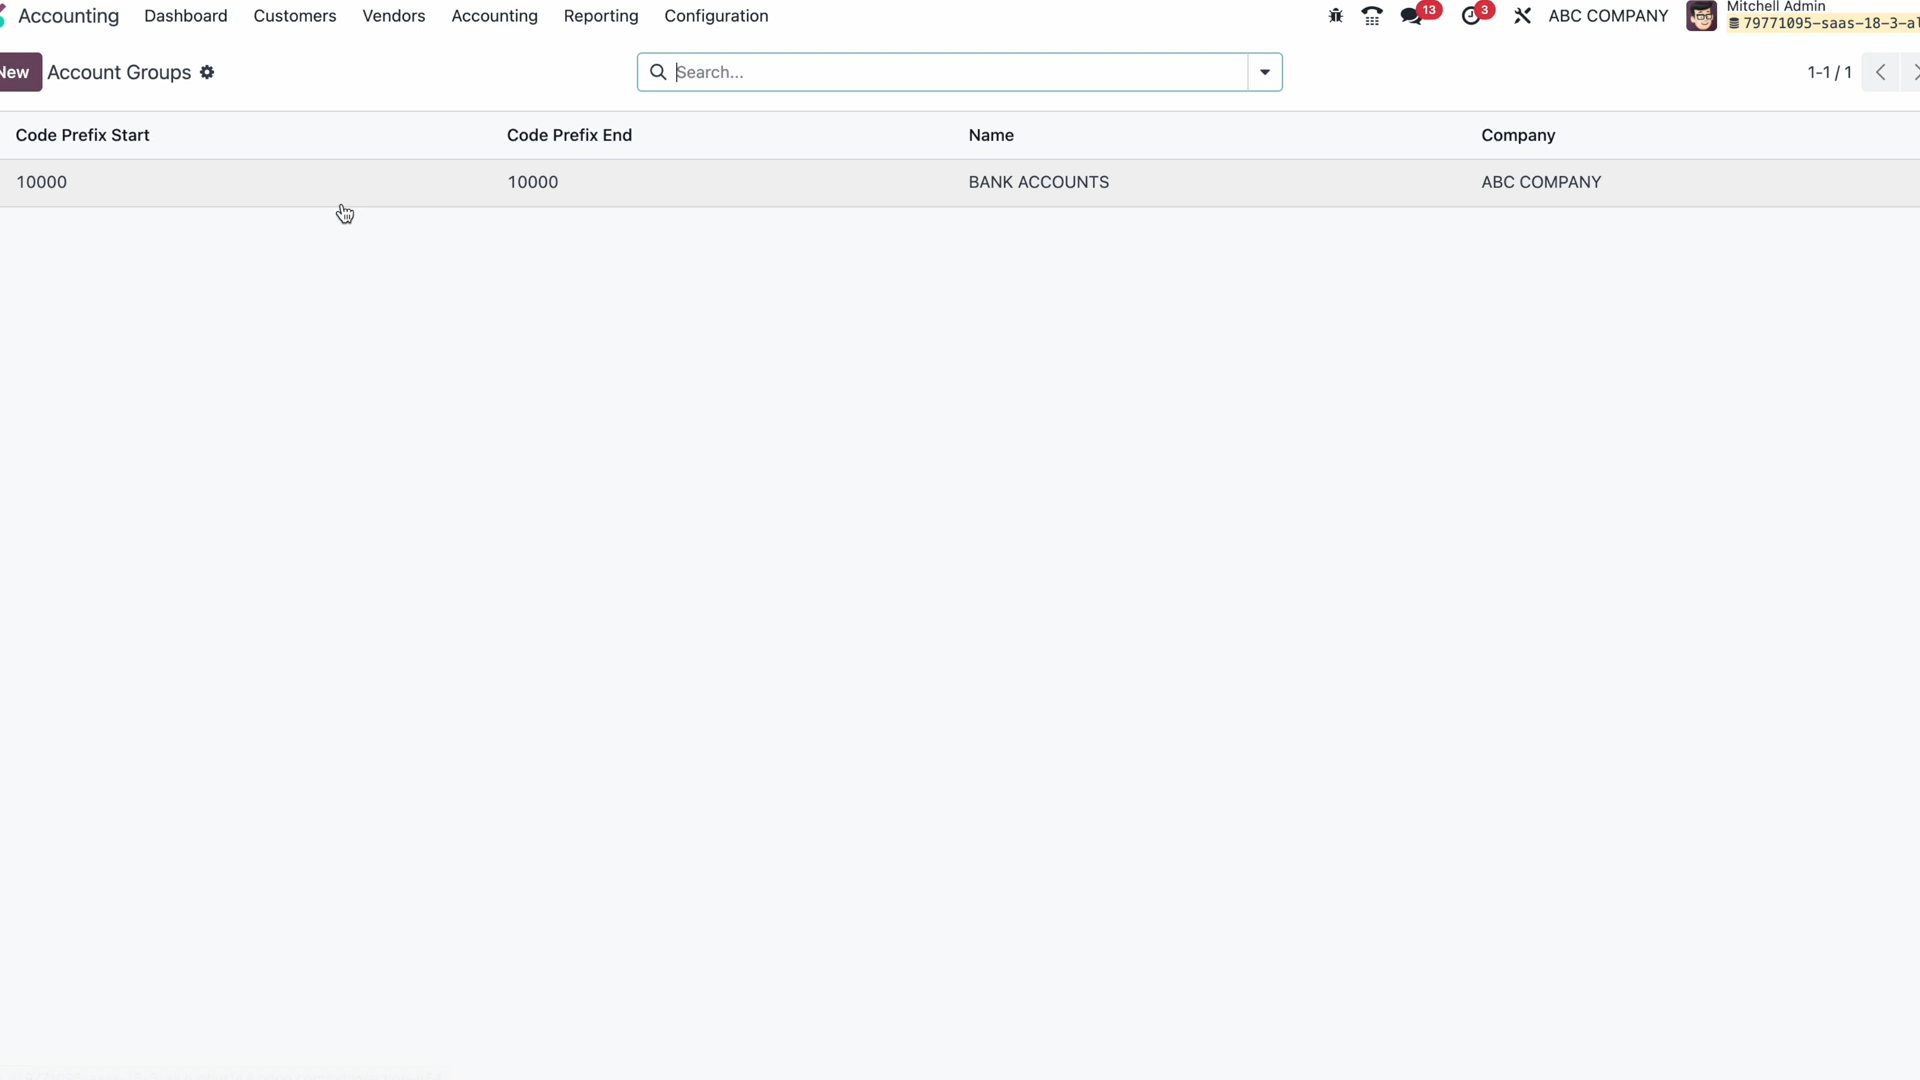 Accounting Dashboard Customers Vendors Accounting Reporting Configuration 13 3 ABC COMPANY Mitchell Admin
79771095-saas-18-3-al
New Account Groups Search... 1-1 / 1
Code Prefix Start Code Prefix End Name Company
10000 10000 BANK ACCOUNTS ABC COMPANY